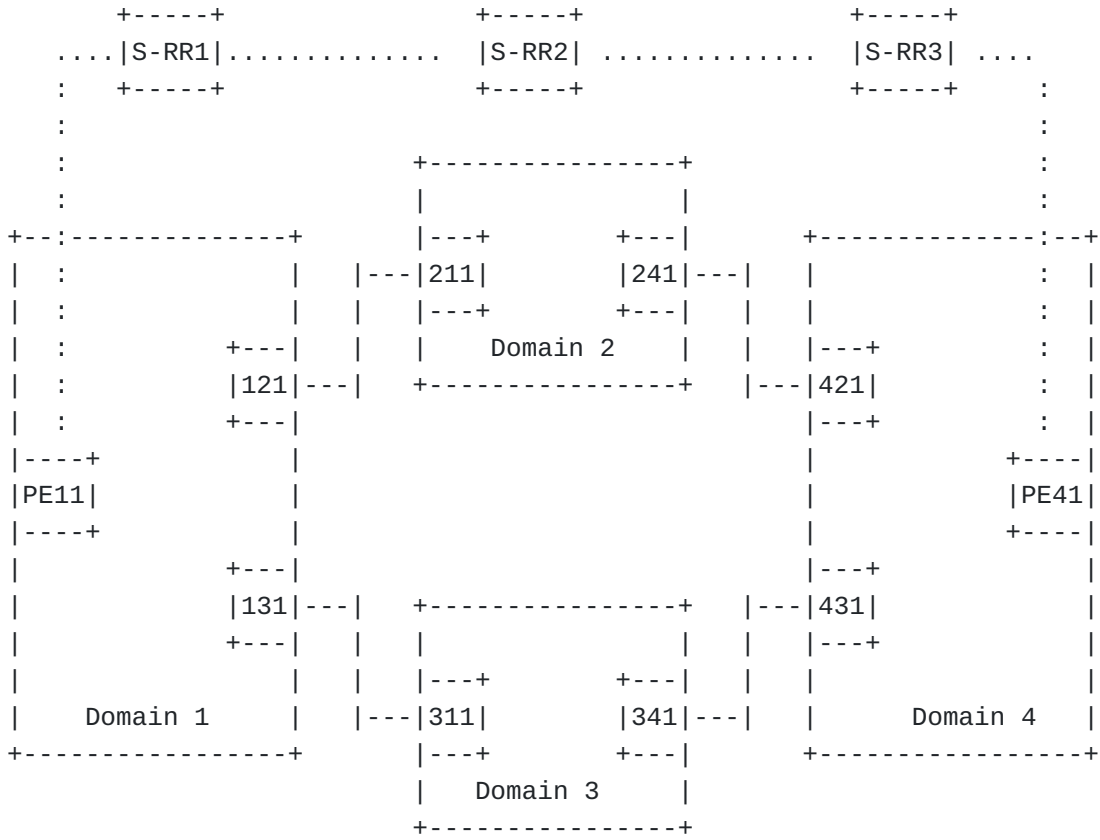 S-RR1 S-RR2 S-RR3
211 241
Domain 2
121 421
PE11 PE41
131 431
Domain 1 311 341 Domain 4
Domain 3